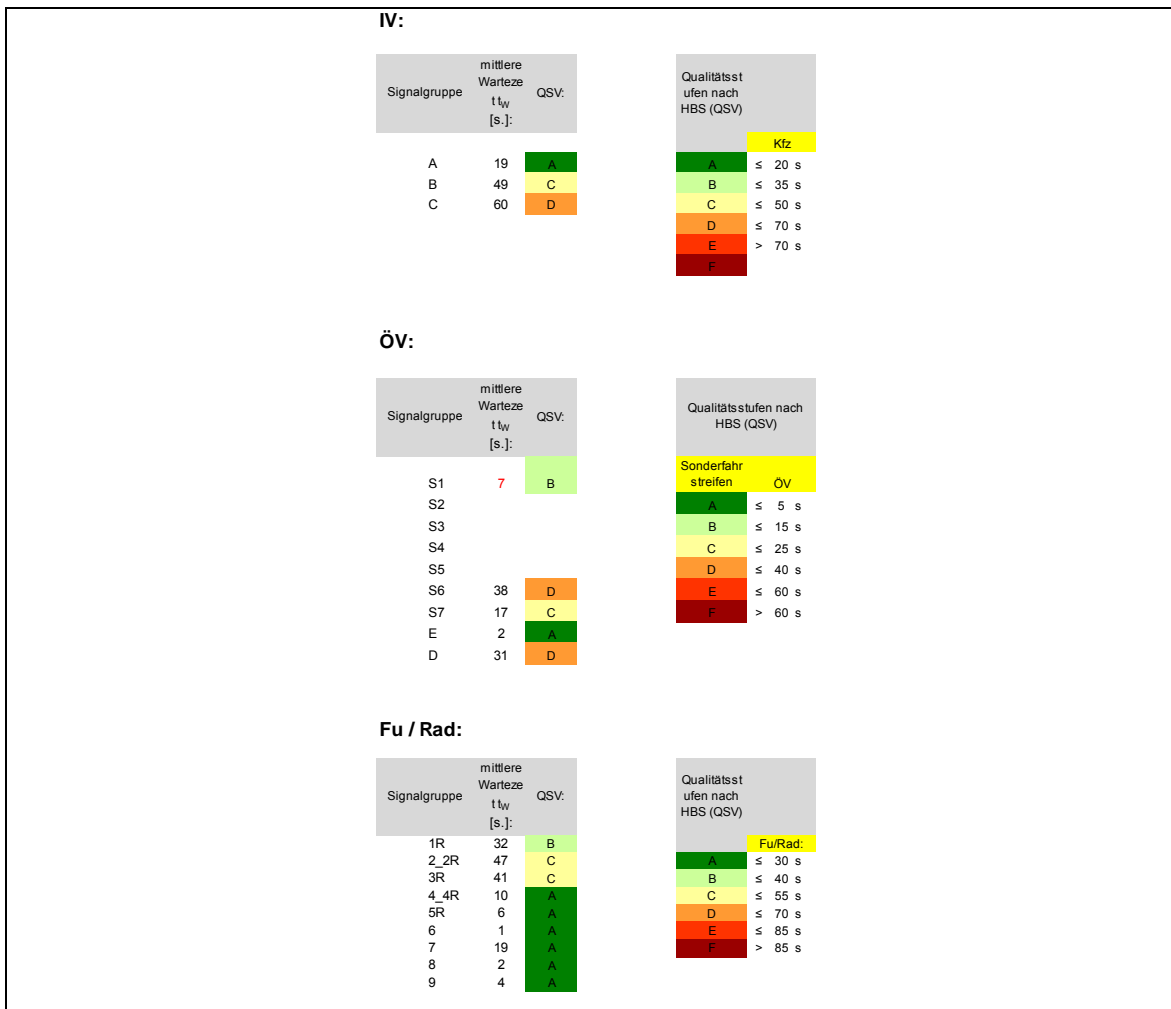 IV:
Signalgruppe mittlere Warteze t tW [s.]: QSV:
A 19 A
B 49 C
C 60 D
Qualitätsst ufen nach HBS (QSV)
Kfz
A ≤ 20 s
B ≤ 35 s
C ≤ 50 s
D ≤ 70 s
E > 70 s
F
ÖV:
Signalgruppe mittlere Warteze t tW [s.]: QSV:
S1 7 B
S2
S3
S4
S5
S6 38 D
S7 17 C
E 2 A
D 31 D
Qualitätsstufen nach HBS (QSV)
Sonderfahr streifen ÖV
A ≤ 5 s
B ≤ 15 s
C ≤ 25 s
D ≤ 40 s
E ≤ 60 s
F > 60 s
Fu / Rad:
Signalgruppe mittlere Warteze t tW [s.]: QSV:
1R 32 B
2_2R 47 C
3R 41 C
4_4R 10 A
5R 6 A
6 1 A
7 19 A
8 2 A
9 4 A
Qualitätsst ufen nach HBS (QSV)
Fu/Rad:
A ≤ 30 s
B ≤ 40 s
C ≤ 55 s
D ≤ 70 s
E ≤ 85 s
F > 85 s